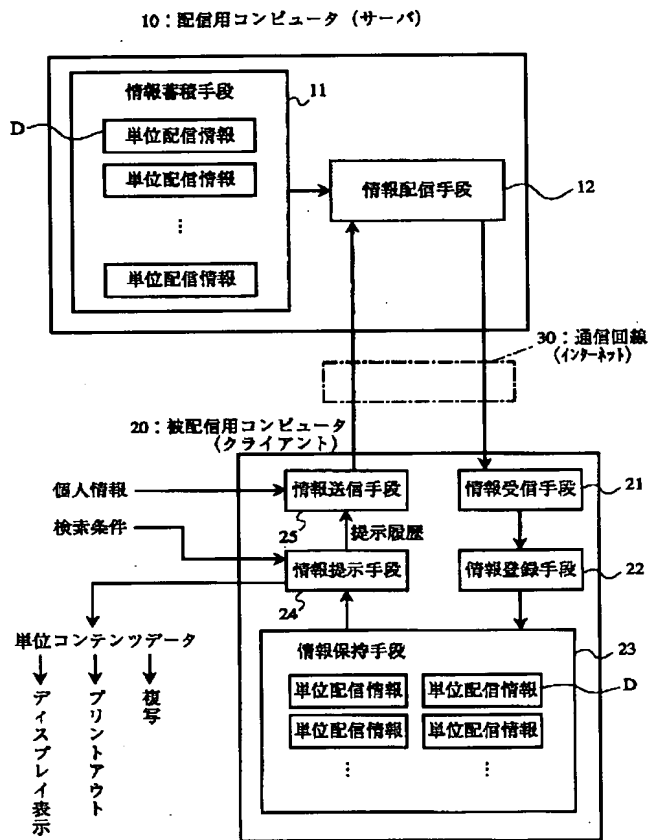 10：配信用コンピュータ（サーバ）
情報蓄積手段
11
D
単位配信情報
単位配信情報
⋮
単位配信情報
情報配信手段
12
30：通信回線
（インターネット）
20：被配信用コンピュータ
（クライアント）
個人情報
情報送信手段
25
情報受信手段
21
提示履歴
検索条件
情報提示手段
24
情報登録手段
22
単位コンテンツデータ
ディスプレイ表示
プリントアウト
複写
情報保持手段
23
単位配信情報
単位配信情報
D
単位配信情報
単位配信情報
⋮
⋮